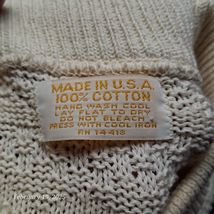 MADE IN U.S.A.
100% COTTON
HAND WASH COOL
LAY FLAT TO DRY
DO NOT BLEACH
PRESS WITH COOL IRON
RN 14418